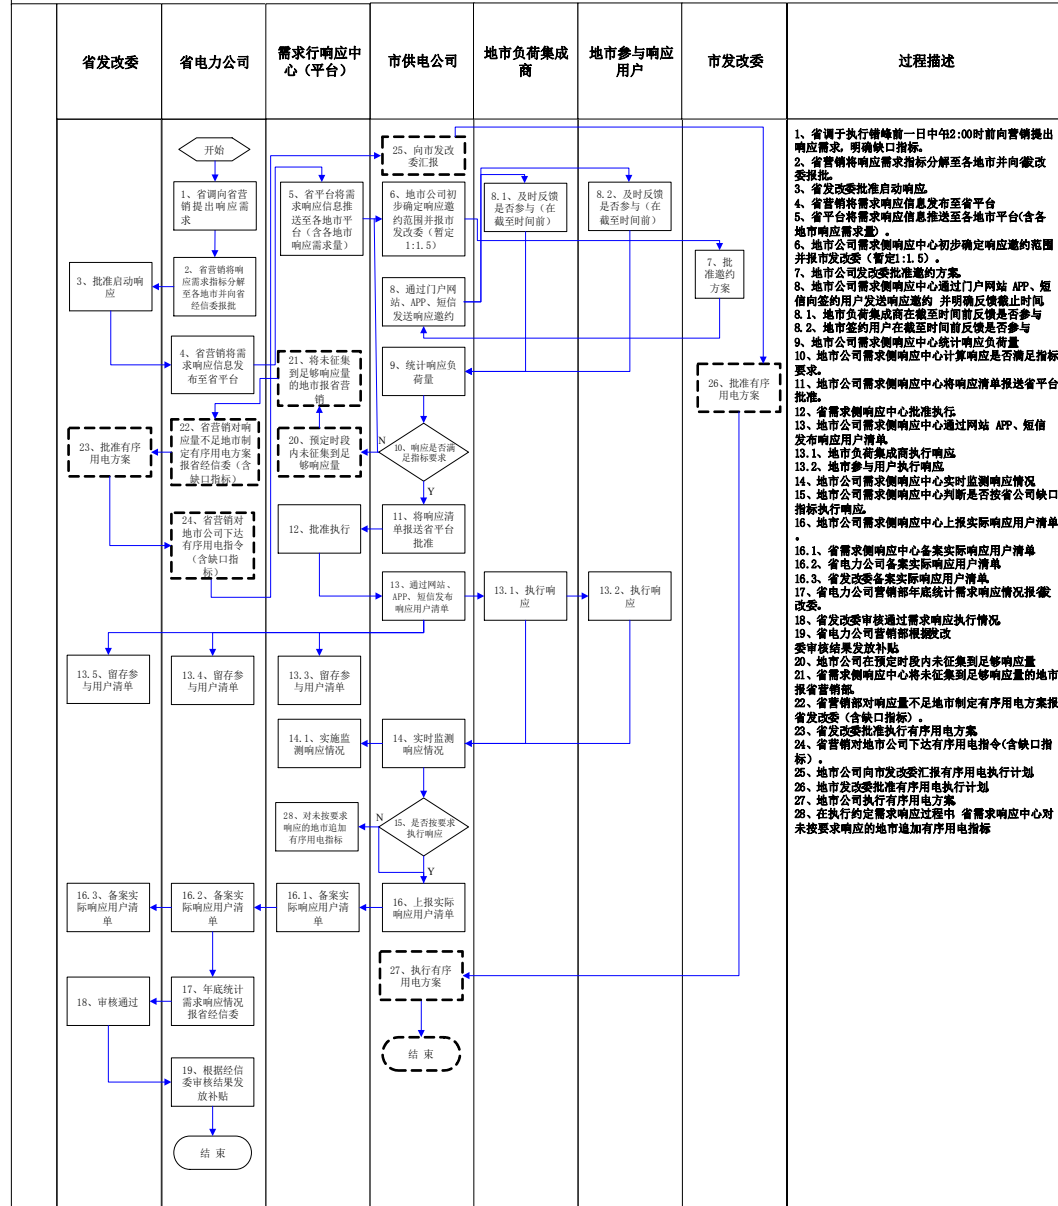 省发改委
省电力公司
需求行响应中
心（平台）
市供电公司
地市负荷集成
商
地市参与响应
用户
市发改委
过程描述
开始
1、省调向省营
销提出响应需
求
2、省营销将响
应需求指标分解
至各地市并向省
经信委报批
3、批准启动响
应
4、省营销将需
求响应信息发
布至省平台
5、省平台将需
求响应信息推
送至各地市平
台（含各地市
响应需求量）
25、向市发改
委汇报
6、地市公司初
步确定响应邀
约范围并报市
发改委（暂定
1:1.5）
8.1、及时反馈
是否参与（在
截至时间前）
8.2、及时反馈
是否参与（在
截至时间前）
7、批
准邀约
方案
8、通过门户网
站、APP、短信
发送响应邀约
9、统计响应负
荷量
21、将未征集
到足够响应量
的地市报省营
销
26、批准有序
用电方案
22、省营销对响
应量不足地市制
定有序用电方案
报省经信委（含
缺口指标）
23、批准有序
用电方案
20、预定时段
内未征集到足
够响应量
N
10、响应是否满
足指标要求
Y
24、省营销对
地市公司下达
有序用电指令
（含缺口指
标）
12、批准执行
11、将响应清
单报送省平台
批准
13、通过网站、
APP、短信发布
响应用户清单
13.1、执行响
应
13.2、执行响
应
13.5、留存参
与用户清单
13.4、留存参
与用户清单
13.3、留存参
与用户清单
14.1、实施监
测响应情况
14、实时监测
响应情况
28、对未按要求
响应的地市追加
有序用电指标
N
15、是否按要求
执行响应
Y
16.3、备案实
际响应用户清
单
16.2、备案实
际响应用户清
单
16.1、备案实
际响应用户清
单
16、上报实际
响应用户清单
27、执行有序
用电方案
18、审核通过
17、年底统计
需求响应情况
报省经信委
结 束
19、根据经信
委审核结果发
放补贴
结 束
1、省调于执行错峰前一日中午12:00时前向营销提出
响应需求，明确缺口指标。
2、省营销将响应需求指标分解至各地市并向省发改
委报批。
3、省发改委批准启动响应。
4、省营销将需求响应信息发布至省平台
5、省平台将需求响应信息推送至各地市平台(含各
地市响应需求量）。
6、地市公司需求侧响应中心初步确定响应邀约范围
并报市发改委（暂定1:1.5）。
7、地市公司发改委批准邀约方案。
8、地市公司需求侧响应中心通过门户网站 APP、短
信向签约用户发送响应邀约 并明确反馈截止时间。
8.1、地市负荷集成商在截至时间前反馈是否参与
8.2、地市签约用户在截至时间前反馈是否参与
9、地市公司需求侧响应中心统计响应负荷量
10、地市公司需求侧响应中心计算响应是否满足指标
要求。
11、地市公司需求侧响应中心将响应清单报送省平台
批准。
12、省需求侧响应中心批准执行。
13、地市公司需求侧响应中心通过网站 APP、短信
发布响应用户清单。
13.1、地市负荷集成商执行响应。
13.2、地市参与用户执行响应。
14、地市公司需求侧响应中心实时监测响应情况
15、地市公司需求侧响应中心判断是否按省公司缺口
指标执行响应。
16、地市公司需求侧响应中心上报实际响应用户清单
。
16.1、省需求侧响应中心备案实际响应用户清单
16.2、省电力公司备案实际响应用户清单
16.3、省发改委备案实际响应用户清单。
17、省电力公司营销部年底统计需求响应情况报省发
改委。
18、省发改委审核通过需求响应执行情况。
19、省电力公司营销部根据发改
委审核结果发放补贴。
20、地市公司在预定时段内未征集到足够响应量
21、省需求侧响应中心将未征集到足够响应量的地市
报省营销部。
22、省营销部对响应量不足地市制定有序用电方案报
省发改委（含缺口指标）。
23、省发改委批准执行有序用电方案。
24、省营销对地市公司下达有序用电指令(含缺口指
标）。
25、地市公司向市发改委汇报有序用电执行计划。
26、地市发改委批准有序用电执行计划。
27、地市公司执行有序用电方案。
28、在执行约定需求响应过程中 省需求响应中心对
未按要求响应的地市追加有序用电指标